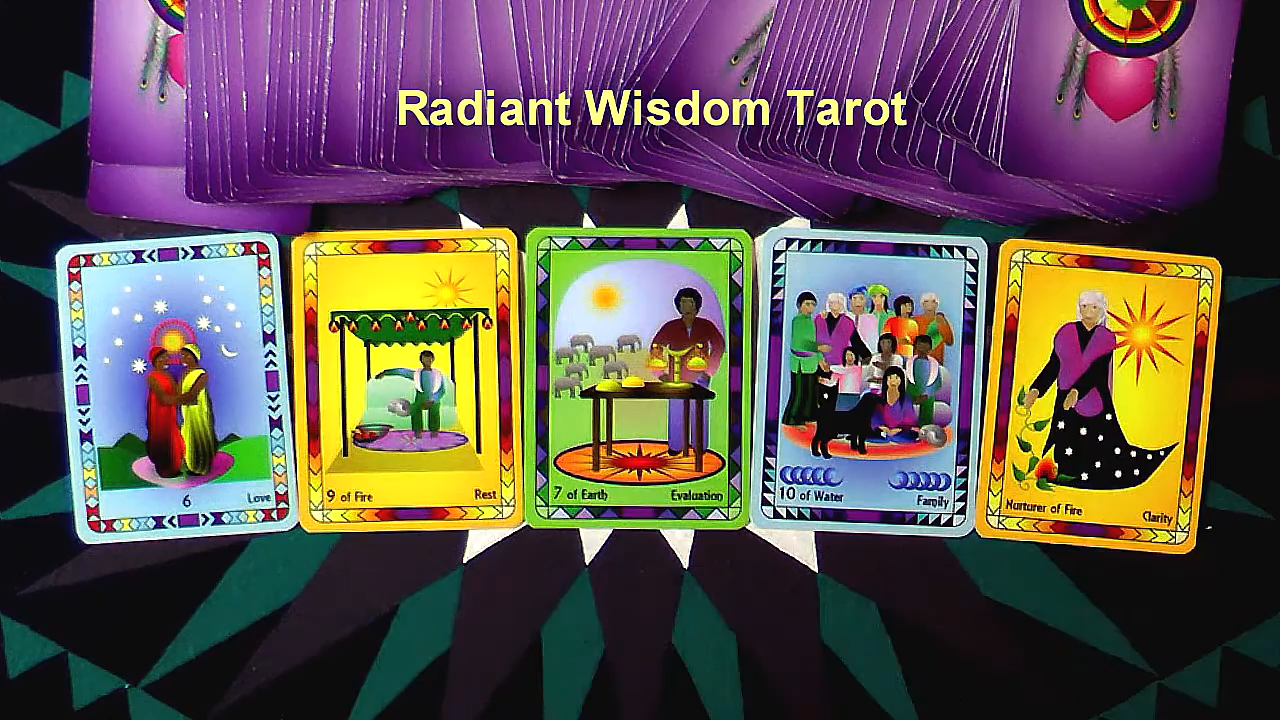 Radiant Wisdom Tarot
6 Love
9 of Fire Rest
7 of Earth Evaluation
10 of Water Family
Nurturer of Fire Clarity